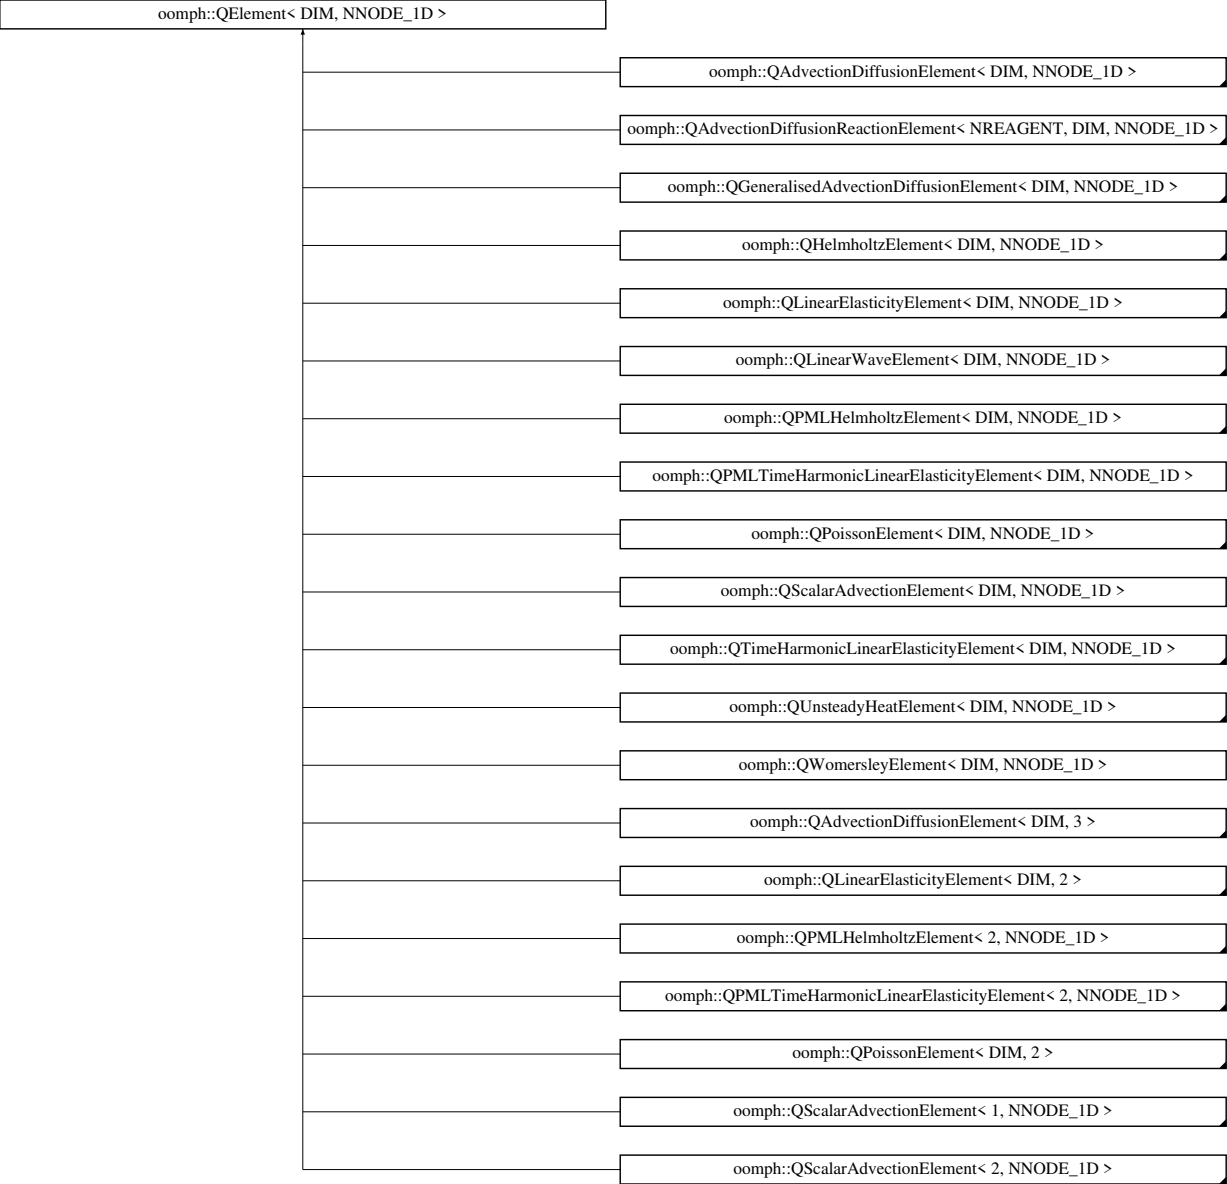 oomph::QElement< DIM, NNODE_1D >
oomph::QAdvectionDiffusionElement< DIM, NNODE_1D >
oomph::QAdvectionDiffusionReactionElement< NREAGENT, DIM, NNODE_1D >
oomph::QGeneralisedAdvectionDiffusionElement< DIM, NNODE_1D >
oomph::QHelmholtzElement< DIM, NNODE_1D >
oomph::QLinearElasticityElement< DIM, NNODE_1D >
oomph::QLinearWaveElement< DIM, NNODE_1D >
oomph::QPMLHelmholtzElement< DIM, NNODE_1D >
oomph::QPMLTimeHarmonicLinearElasticityElement< DIM, NNODE_1D >
oomph::QPoissonElement< DIM, NNODE_1D >
oomph::QScalarAdvectionElement< DIM, NNODE_1D >
oomph::QTimeHarmonicLinearElasticityElement< DIM, NNODE_1D >
oomph::QUnsteadyHeatElement< DIM, NNODE_1D >
oomph::QWomersleyElement< DIM, NNODE_1D >
oomph::QAdvectionDiffusionElement< DIM, 3 >
oomph::QLinearElasticityElement< DIM, 2 >
oomph::QPMLHelmholtzElement< 2, NNODE_1D >
oomph::QPMLTimeHarmonicLinearElasticityElement< 2, NNODE_1D >
oomph::QPoissonElement< DIM, 2 >
oomph::QScalarAdvectionElement< 1, NNODE_1D >
oomph::QScalarAdvectionElement< 2, NNODE_1D >